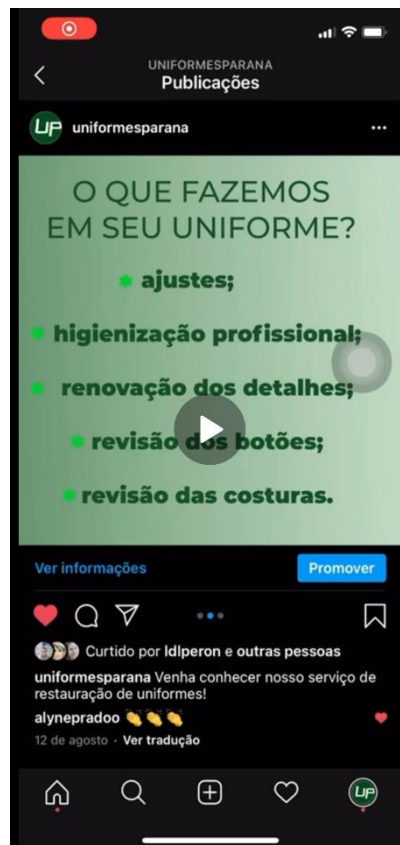 UNIFORMESPARANA
Publicações
UP uniformesparana
O QUE FAZEMOS
EM SEU UNIFORME?
ajustes;
higienização profissional;
renovação dos detalhes;
revisão dos botões;
revisão das costuras.
Ver informações
Promover
Curtido por ldlperon e outras pessoas
uniformesparana Venha conhecer nosso serviço de
restauração de uniformes!
alynepradoo 👏👏👏
12 de agosto · Ver tradução
UP